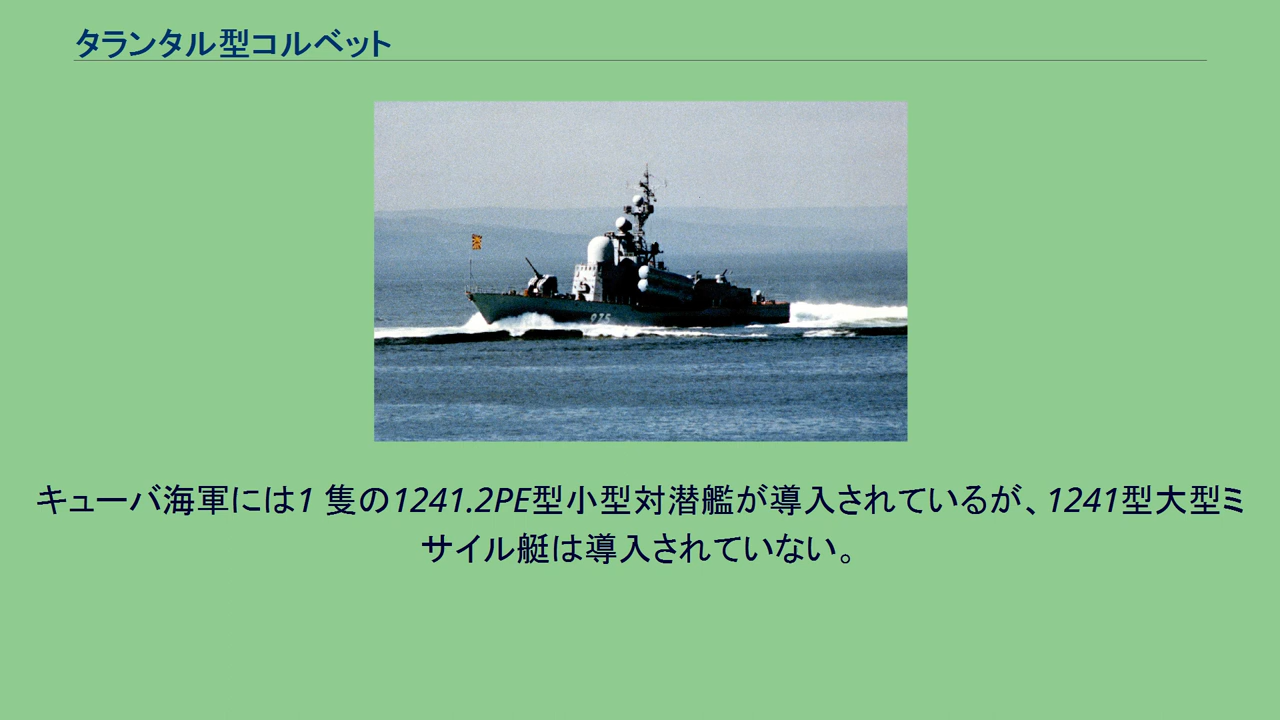 タランタル型コルベット
975
キューバ海軍には1 隻の1241.2PE型小型対潜艦が導入されているが、1241型大型ミ
サイル艇は導入されていない。